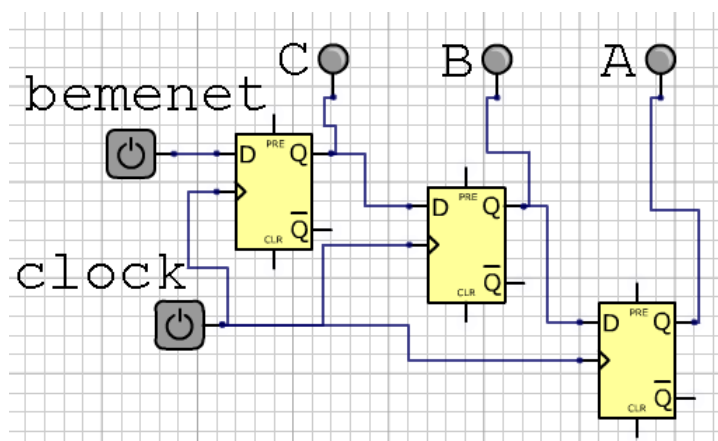 C B A
bemenet
PRE
D Q
Q
CLR
PRE
D Q
Q
CLR
clock
PRE
D Q
Q
CLR